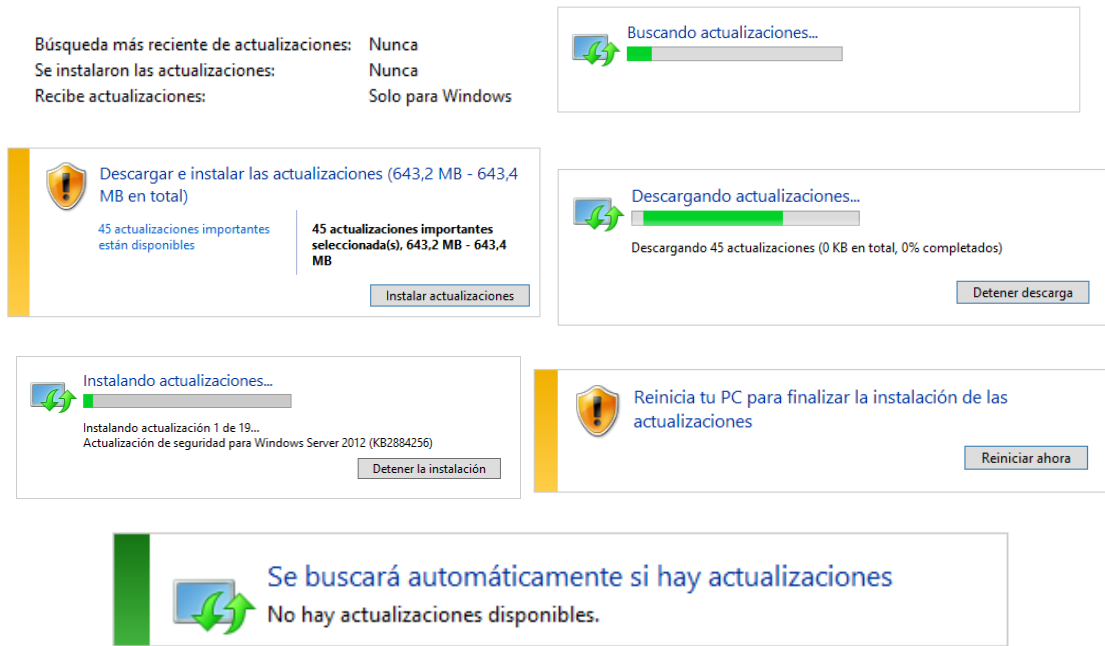 Búsqueda más reciente de actualizaciones: Nunca
Se instalaron las actualizaciones: Nunca
Recibe actualizaciones: Solo para Windows
Buscando actualizaciones...
Descargar e instalar las actualizaciones (643,2 MB - 643,4
MB en total)
45 actualizaciones importantes
están disponibles
45 actualizaciones importantes
seleccionada(s), 643,2 MB - 643,4
MB
Instalar actualizaciones
Descargando actualizaciones...
Descargando 45 actualizaciones (0 KB en total, 0% completados)
Detener descarga
Instalando actualizaciones...
Instalando actualización 1 de 19...
Actualización de seguridad para Windows Server 2012 (KB2884256)
Detener la instalación
Reinicia tu PC para finalizar la instalación de las
actualizaciones
Reiniciar ahora
Se buscará automáticamente si hay actualizaciones
No hay actualizaciones disponibles.